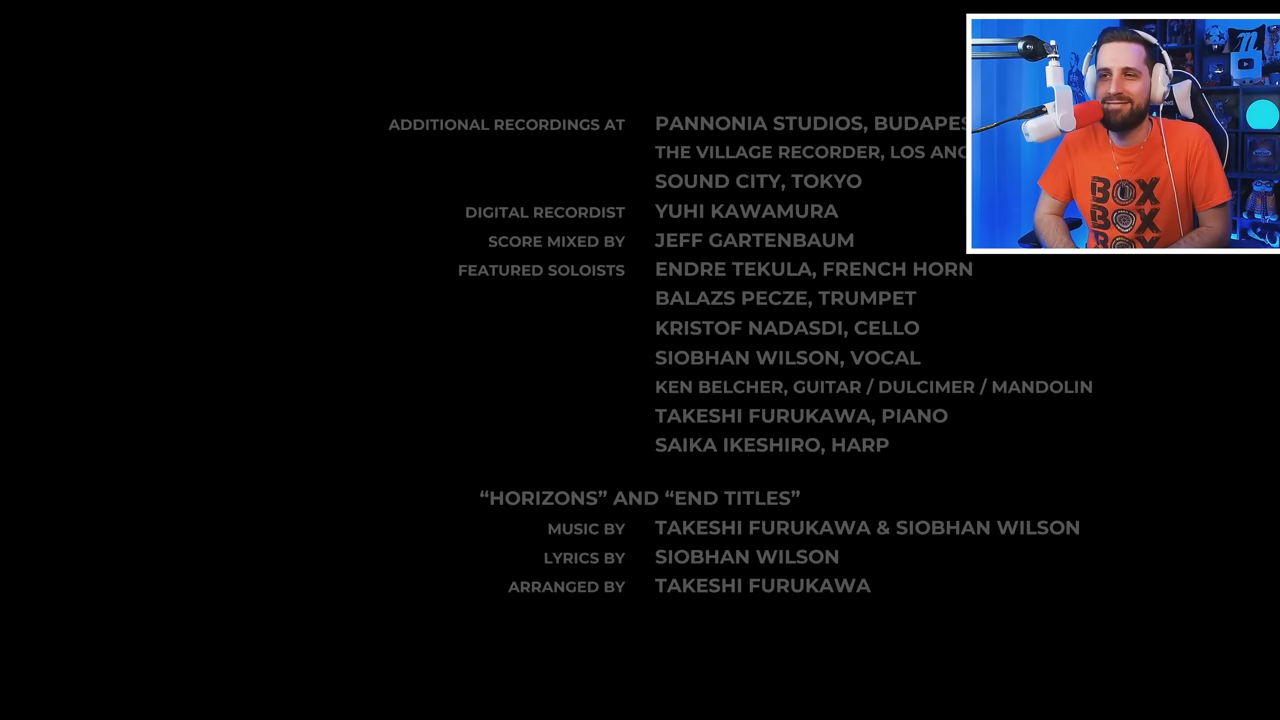 ADDITIONAL RECORDINGS AT PANNONIA STUDIOS, BUDAPES
THE VILLAGE RECORDER, LOS ANG
SOUND CITY, TOKYO
DIGITAL RECORDIST YUHI KAWAMURA
SCORE MIXED BY JEFF GARTENBAUM
FEATURED SOLOISTS ENDRE TEKULA, FRENCH HORN
BALAZS PECZE, TRUMPET
KRISTOF NADASDI, CELLO
SIOBHAN WILSON, VOCAL
KEN BELCHER, GUITAR / DULCIMER / MANDOLIN
TAKESHI FURUKAWA, PIANO
SAIKA IKESHIRO, HARP
“HORIZONS” AND “END TITLES”
MUSIC BY TAKESHI FURUKAWA & SIOBHAN WILSON
LYRICS BY SIOBHAN WILSON
ARRANGED BY TAKESHI FURUKAWA
BOX
BOX
BOX